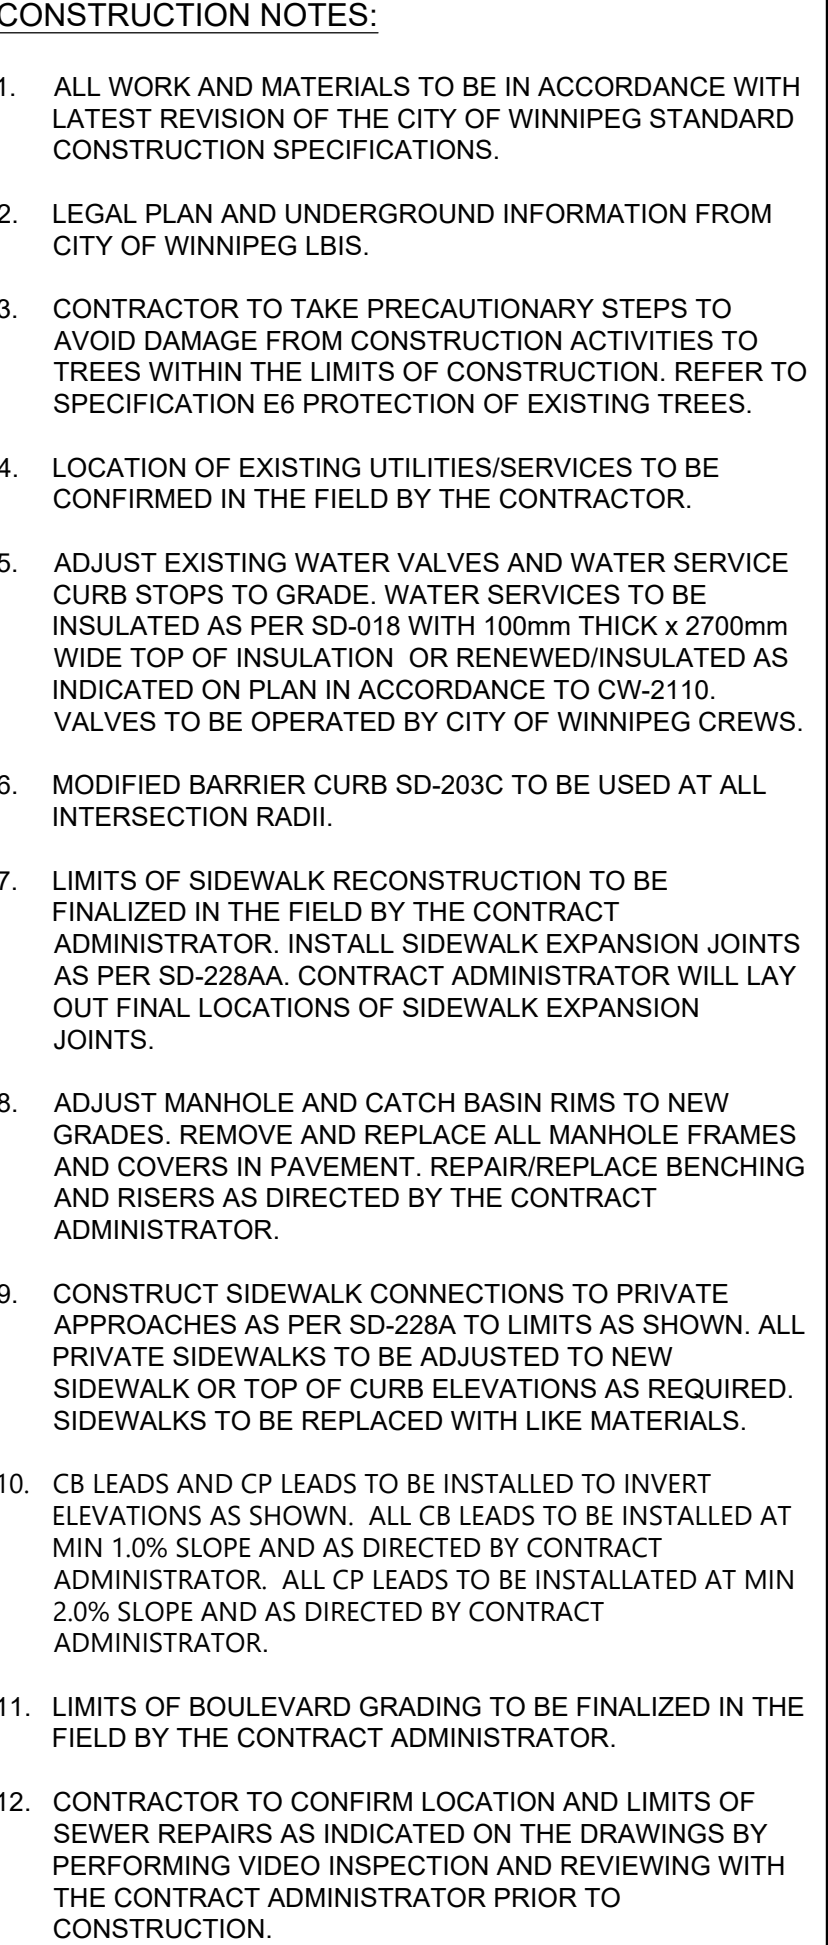 CONSTRUCTION NOTES:
1. ALL WORK AND MATERIALS TO BE IN ACCORDANCE WITH
LATEST REVISION OF THE CITY OF WINNIPEG STANDARD
CONSTRUCTION SPECIFICATIONS.
2. LEGAL PLAN AND UNDERGROUND INFORMATION FROM
CITY OF WINNIPEG LBIS.
3. CONTRACTOR TO TAKE PRECAUTIONARY STEPS TO
AVOID DAMAGE FROM CONSTRUCTION ACTIVITIES TO
TREES WITHIN THE LIMITS OF CONSTRUCTION. REFER TO
SPECIFICATION E6 PROTECTION OF EXISTING TREES.
4. LOCATION OF EXISTING UTILITIES/SERVICES TO BE
CONFIRMED IN THE FIELD BY THE CONTRACTOR.
5. ADJUST EXISTING WATER VALVES AND WATER SERVICE
CURB STOPS TO GRADE. WATER SERVICES TO BE
INSULATED AS PER SD-018 WITH 100mm THICK x 2700mm
WIDE TOP OF INSULATION OR RENEWED/INSULATED AS
INDICATED ON PLAN IN ACCORDANCE TO CW-2110.
VALVES TO BE OPERATED BY CITY OF WINNIPEG CREWS.
6. MODIFIED BARRIER CURB SD-203C TO BE USED AT ALL
INTERSECTION RADII.
7. LIMITS OF SIDEWALK RECONSTRUCTION TO BE
FINALIZED IN THE FIELD BY THE CONTRACT
ADMINISTRATOR. INSTALL SIDEWALK EXPANSION JOINTS
AS PER SD-228AA. CONTRACT ADMINISTRATOR WILL LAY
OUT FINAL LOCATIONS OF SIDEWALK EXPANSION
JOINTS.
8. ADJUST MANHOLE AND CATCH BASIN RIMS TO NEW
GRADES. REMOVE AND REPLACE ALL MANHOLE FRAMES
AND COVERS IN PAVEMENT. REPAIR/REPLACE BENCHING
AND RISERS AS DIRECTED BY THE CONTRACT
ADMINISTRATOR.
9. CONSTRUCT SIDEWALK CONNECTIONS TO PRIVATE
APPROACHES AS PER SD-228A TO LIMITS AS SHOWN. ALL
PRIVATE SIDEWALKS TO BE ADJUSTED TO NEW
SIDEWALK OR TOP OF CURB ELEVATIONS AS REQUIRED.
SIDEWALKS TO BE REPLACED WITH LIKE MATERIALS.
10. CB LEADS AND CP LEADS TO BE INSTALLED TO INVERT
ELEVATIONS AS SHOWN. ALL CB LEADS TO BE INSTALLED AT
MIN 1.0% SLOPE AND AS DIRECTED BY CONTRACT
ADMINISTRATOR. ALL CP LEADS TO BE INSTALLATED AT MIN
2.0% SLOPE AND AS DIRECTED BY CONTRACT
ADMINISTRATOR.
11. LIMITS OF BOULEVARD GRADING TO BE FINALIZED IN THE
FIELD BY THE CONTRACT ADMINISTRATOR.
12. CONTRACTOR TO CONFIRM LOCATION AND LIMITS OF
SEWER REPAIRS AS INDICATED ON THE DRAWINGS BY
PERFORMING VIDEO INSPECTION AND REVIEWING WITH
THE CONTRACT ADMINISTRATOR PRIOR TO
CONSTRUCTION.